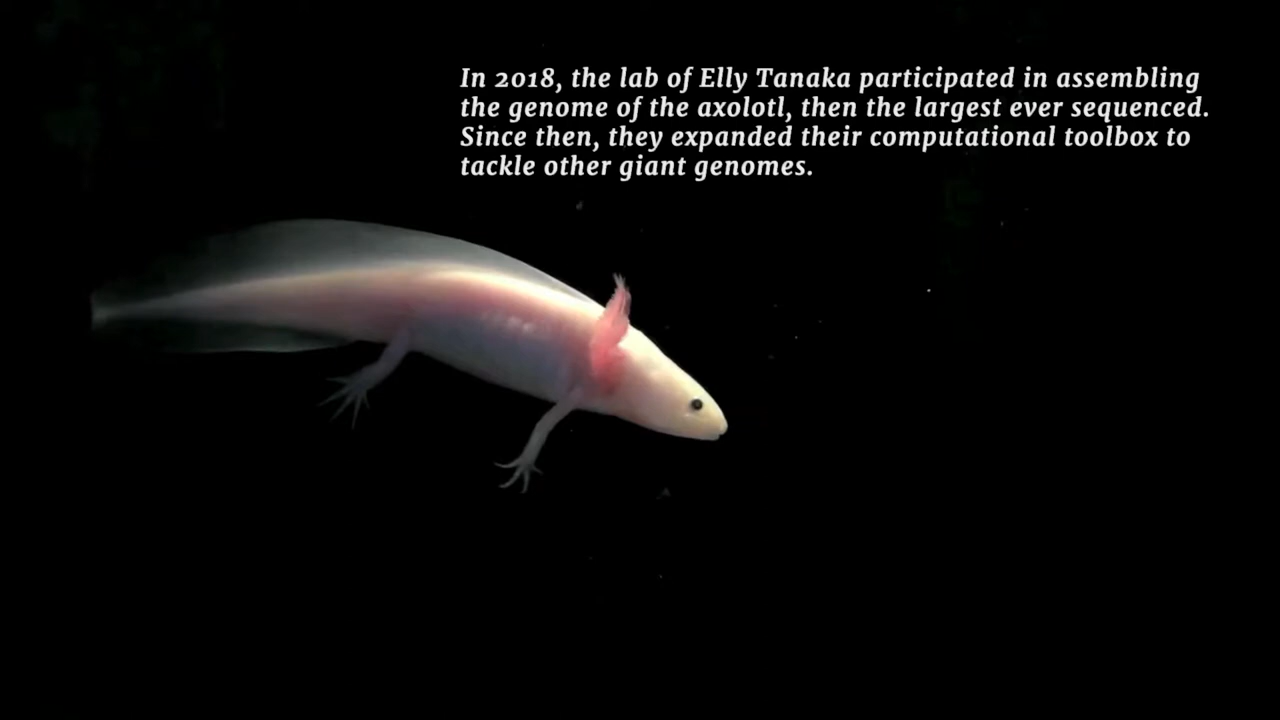 In 2018, the lab of Elly Tanaka participated in assembling
the genome of the axolotl, then the largest ever sequenced.
Since then, they expanded their computational toolbox to
tackle other giant genomes.